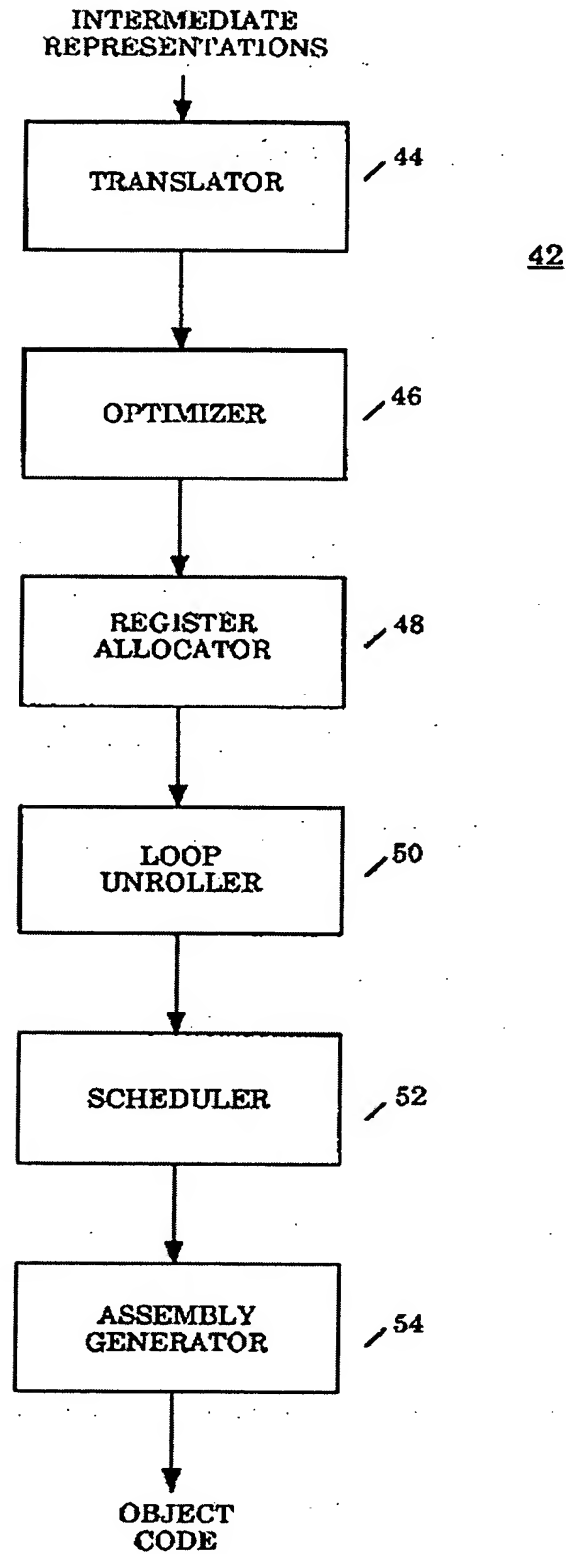 INTERMEDIATE
REPRESENTATIONS
TRANSLATOR
44
42
OPTIMIZER
46
REGISTER
ALLOCATOR
48
LOOP
UNROLLER
50
SCHEDULER
52
ASSEMBLY
GENERATOR
54
OBJECT
CODE